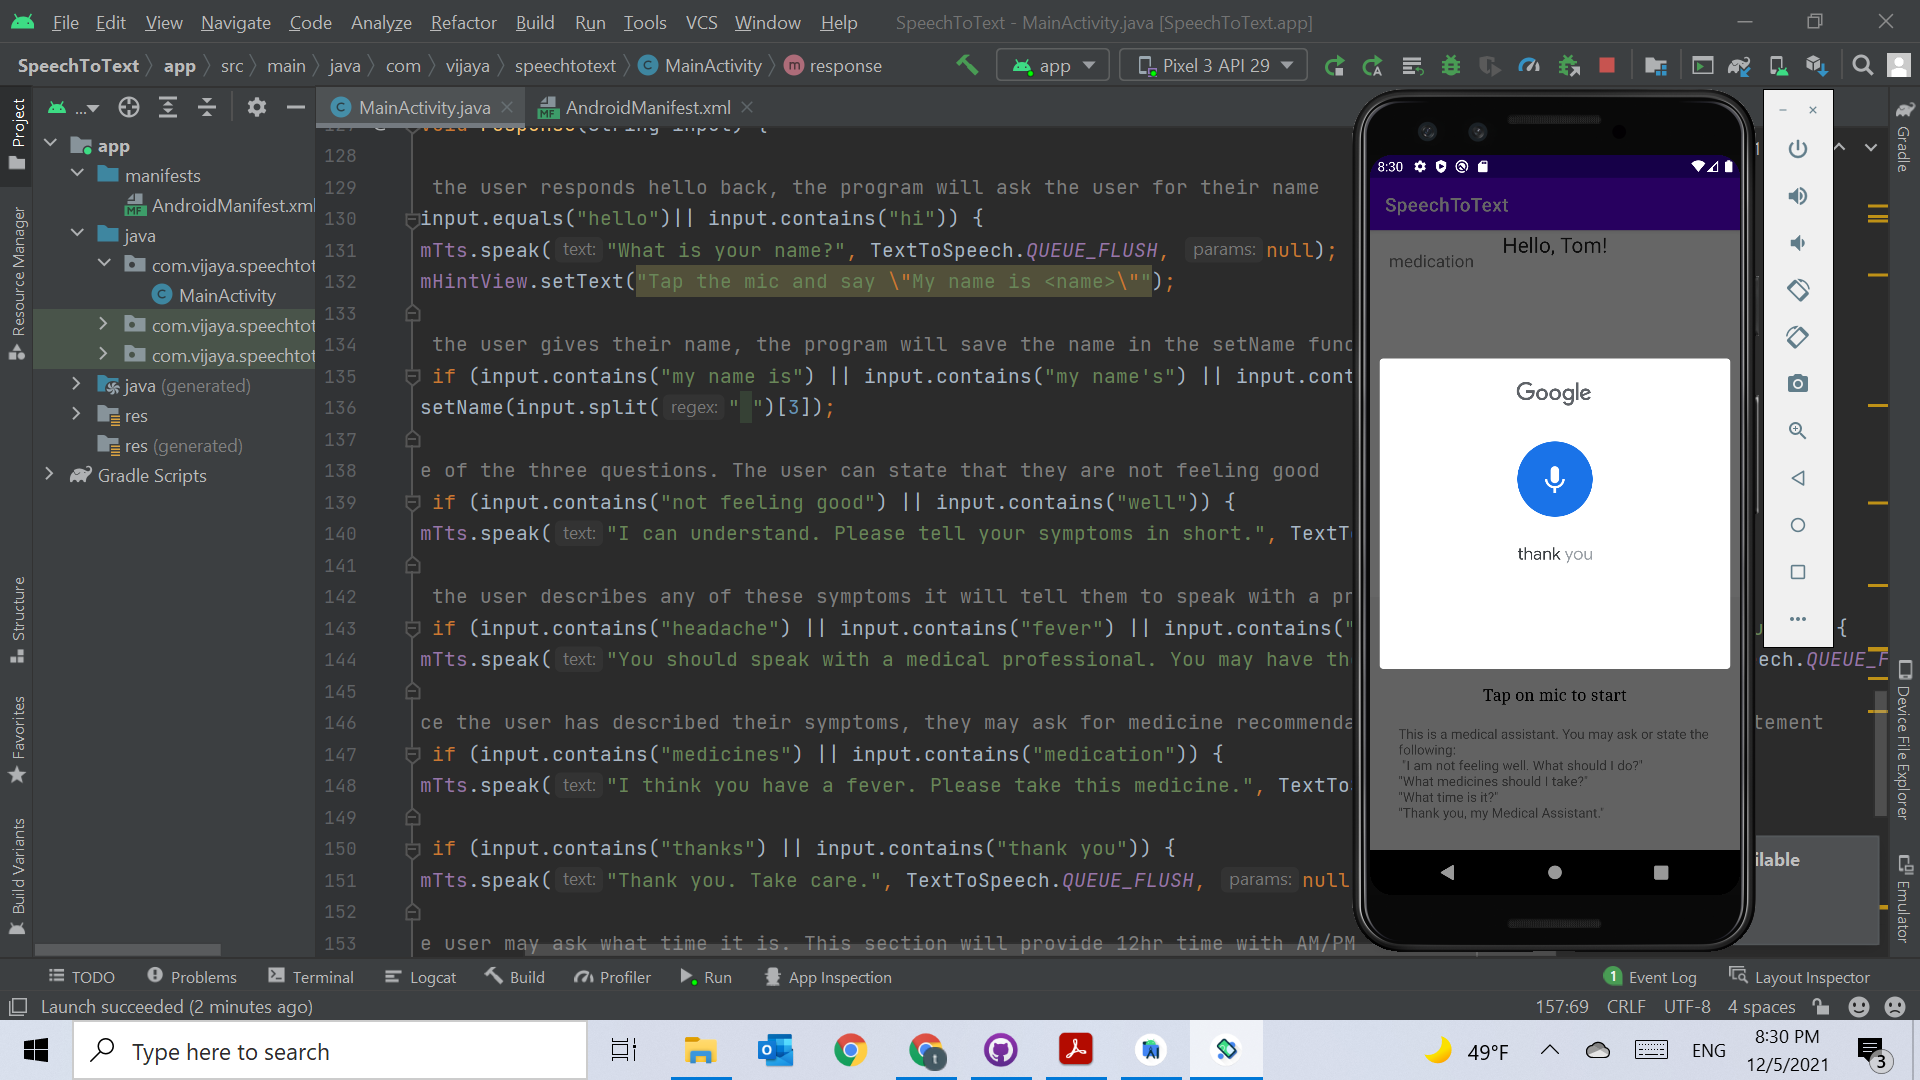 File Edit View Navigate Code Analyze Refactor Build Run Tools VCS Window Help SpeechToText - MainActivity.java [SpeechToText.app]
SpeechToText app src main java com vijaya speechtotext MainActivity response app Pixel 3 API 29
... MainActivity.java AndroidManifest.xml
Project
Resource Manager
Structure
Favorites
Build Variants
app
manifests
AndroidManifest.xml
java
com.vijaya.speechtot
MainActivity
com.vijaya.speechtot
com.vijaya.speechtot
java (generated)
res
res (generated)
Gradle Scripts
127 void response(String input) {
128
129 the user responds hello back, the program will ask the user for their name
130 input.equals("hello")|| input.contains("hi")) {
131 mTts.speak( text: "What is your name?", TextToSpeech.QUEUE_FLUSH, params: null);
132 mHintView.setText("Tap the mic and say \"My name is <name>\"");
133
134 the user gives their name, the program will save the name in the setName func
135 if (input.contains("my name is") || input.contains("my name's") || input.cont
136 setName(input.split( regex: " ")[3]);
137
138 e of the three questions. The user can state that they are not feeling good
139 if (input.contains("not feeling good") || input.contains("well")) {
140 mTts.speak( text: "I can understand. Please tell your symptoms in short.", TextTo
141
142 the user describes any of these symptoms it will tell them to speak with a pr
143 if (input.contains("headache") || input.contains("fever") || input.contains(" {
144 mTts.speak( text: "You should speak with a medical professional. You may have th ech.QUEUE_F
145
146 ce the user has described their symptoms, they may ask for medicine recommenda tement
147 if (input.contains("medicines") || input.contains("medication")) {
148 mTts.speak( text: "I think you have a fever. Please take this medicine.", TextTo
149
150 if (input.contains("thanks") || input.contains("thank you")) {
151 mTts.speak( text: "Thank you. Take care.", TextToSpeech.QUEUE_FLUSH, params: null
152
153 e user may ask what time it is. This section will provide 12hr time with AM/PM
8:30
SpeechToText
Hello, Tom!
medication
Google
thank you
Tap on mic to start
This is a medical assistant. You may ask or state the
following:
"I am not feeling well. What should I do?"
"What medicines should I take?"
"What time is it?"
"Thank you, my Medical Assistant."
ilable
Gradle
Device File Explorer
Emulator
TODO Problems Terminal Logcat Build Profiler Run App Inspection 1 Event Log Layout Inspector
Launch succeeded (2 minutes ago) 157:69 CRLF UTF-8 4 spaces
Type here to search 49°F ENG 8:30 PM
12/5/2021 3